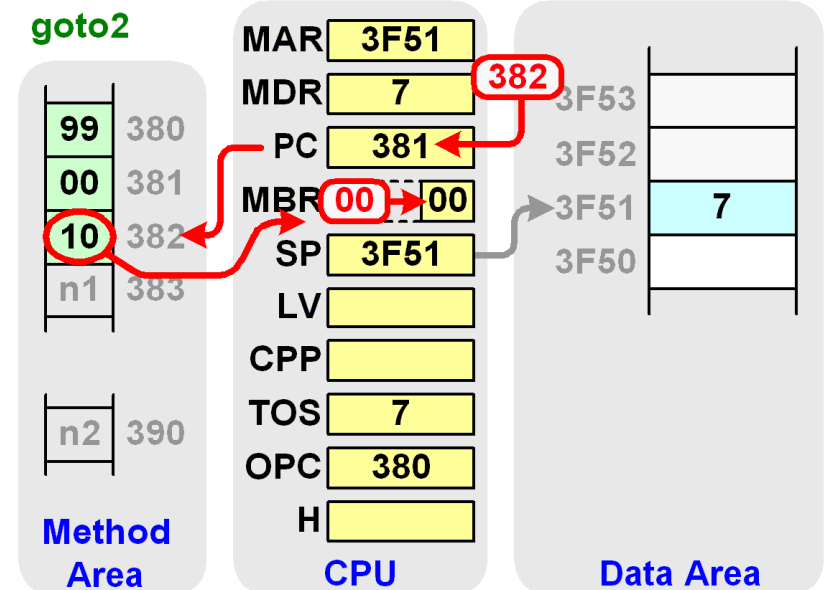 goto2
99 380
00 381
10 382
n1 383
n2 390
Method
Area
MAR 3F51
MDR 7
382
PC 381
MBR 00 00
SP 3F51
LV
CPP
TOS 7
OPC 380
H
CPU
3F53
3F52
3F51 7
3F50
Data Area